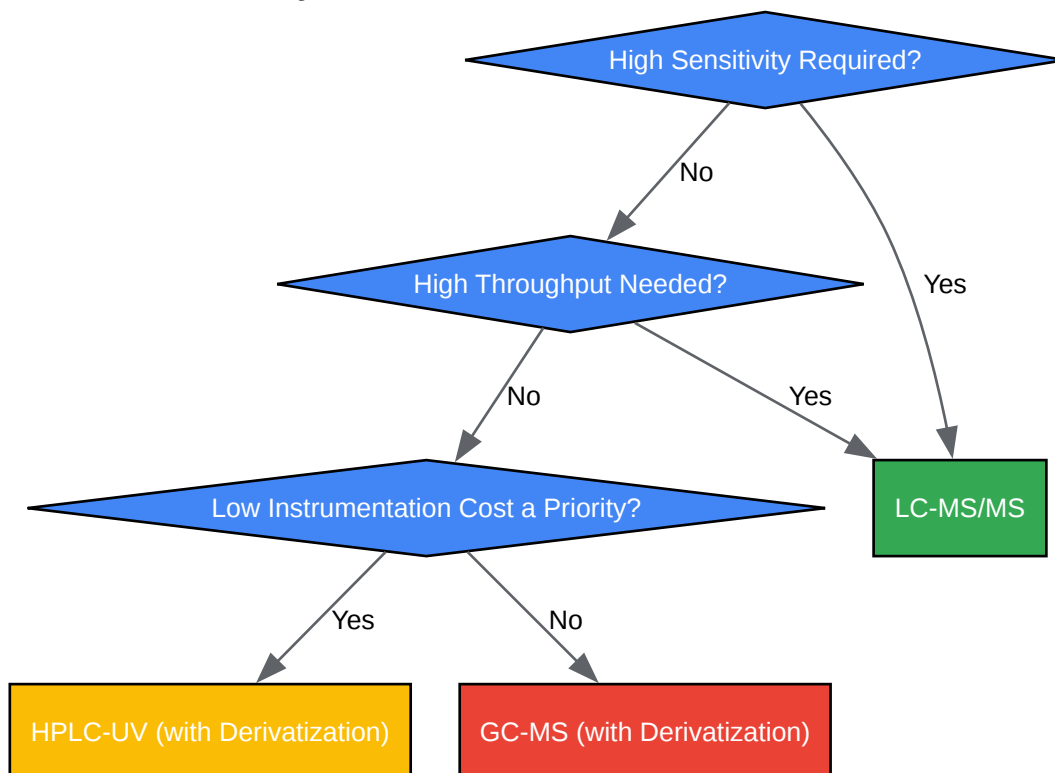 High Sensitivity Required?
No
High Throughput Needed?
Yes
No
Yes
Low Instrumentation Cost a Priority?
LC-MS/MS
Yes
No
HPLC-UV (with Derivatization)
GC-MS (with Derivatization)